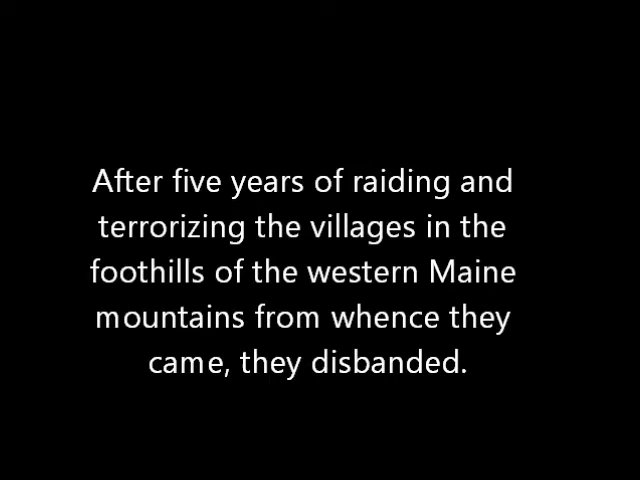 After five years of raiding and
terrorizing the villages in the
foothills of the western Maine
mountains from whence they
came, they disbanded.